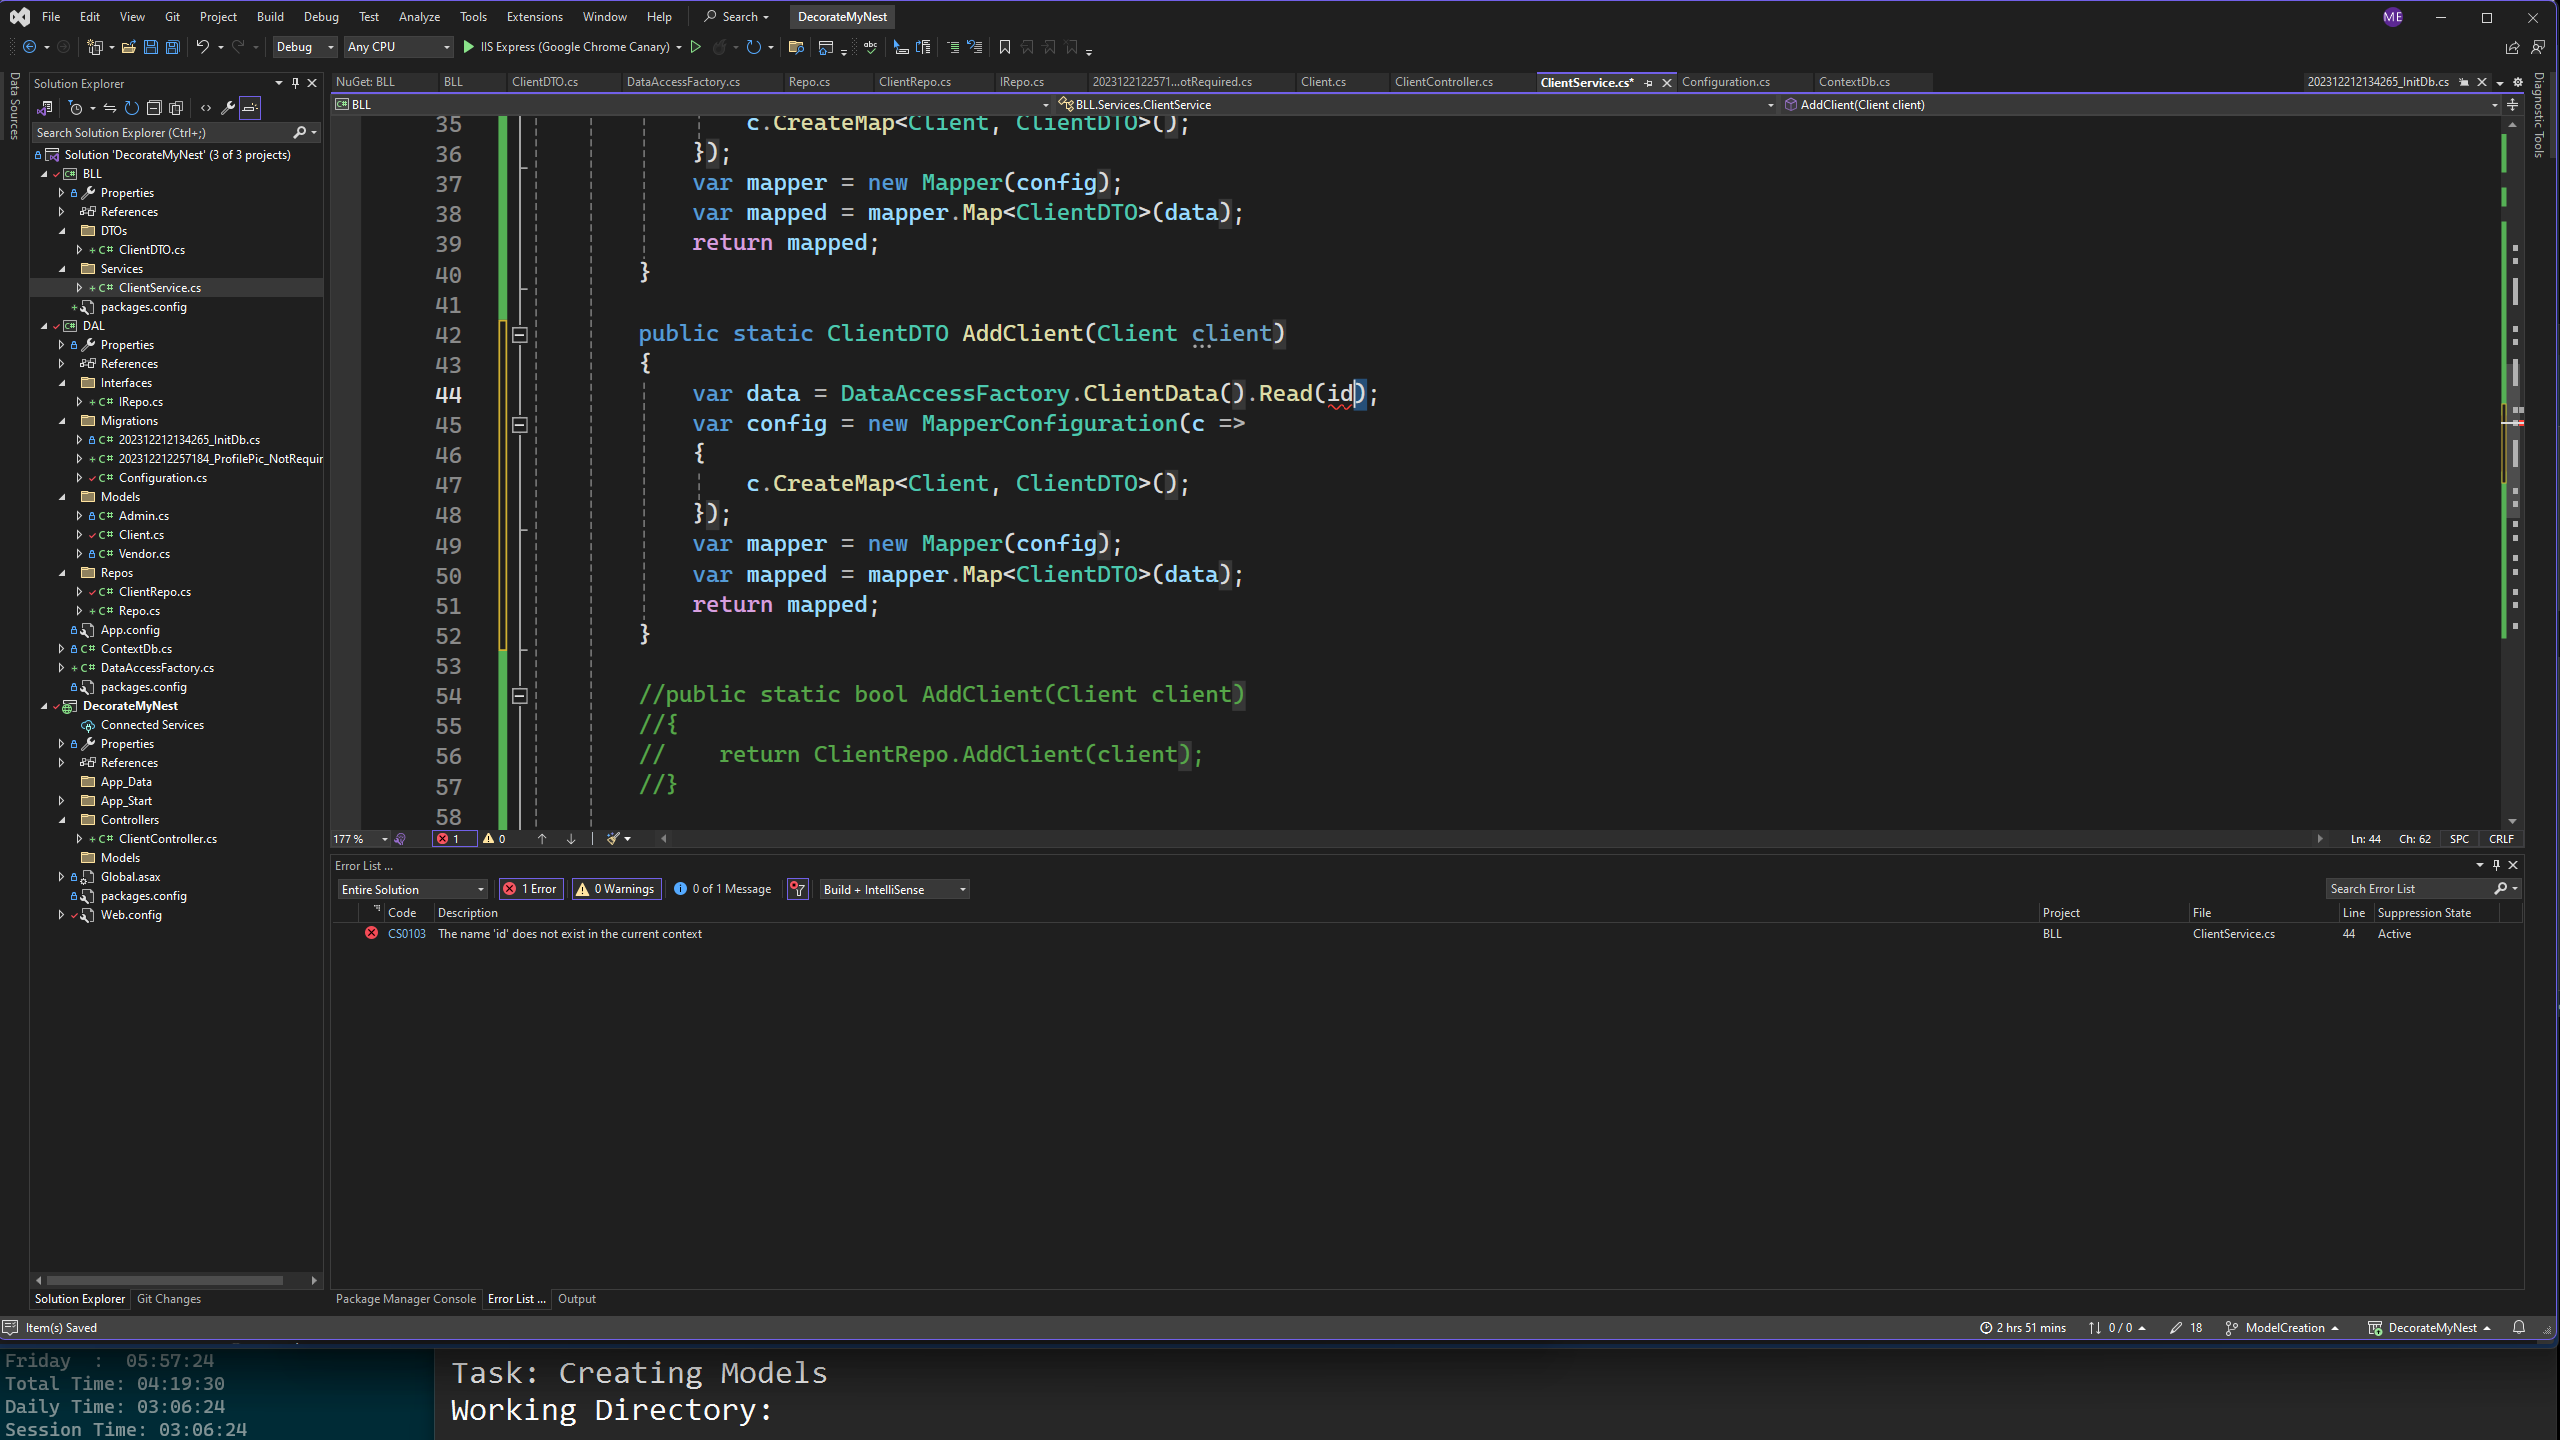 File Edit View Git Project Build Debug Test Analyze Tools Extensions Window Help Search DecorateMyNest ME
Debug Any CPU IIS Express (Google Chrome Canary)
Data Sources
Diagnostic Tools
Solution Explorer
Search Solution Explorer (Ctrl+;)
Solution 'DecorateMyNest' (3 of 3 projects)
BLL
Properties
References
DTOs
C# ClientDTO.cs
Services
C# ClientService.cs
packages.config
DAL
Properties
References
Interfaces
C# IRepo.cs
Migrations
C# 202312212134265_InitDb.cs
C# 202312212257184_ProfilePic_NotRequir
C# Configuration.cs
Models
C# Admin.cs
C# Client.cs
C# Vendor.cs
Repos
C# ClientRepo.cs
C# Repo.cs
App.config
C# ContextDb.cs
C# DataAccessFactory.cs
packages.config
DecorateMyNest
Connected Services
Properties
References
App_Data
App_Start
Controllers
C# ClientController.cs
Models
Global.asax
packages.config
Web.config
Solution Explorer Git Changes
NuGet: BLL BLL ClientDTO.cs DataAccessFactory.cs Repo.cs ClientRepo.cs IRepo.cs 2023122122571...otRequired.cs Client.cs ClientController.cs ClientService.cs* Configuration.cs ContextDb.cs 202312212134265_InitDb.cs
C# BLL BLL.Services.ClientService AddClient(Client client)
35 c.CreateMap<Client, ClientDTO>();
36 });
37 var mapper = new Mapper(config);
38 var mapped = mapper.Map<ClientDTO>(data);
39 return mapped;
40 }
41
42 public static ClientDTO AddClient(Client client)
43 {
44 var data = DataAccessFactory.ClientData().Read(id);
45 var config = new MapperConfiguration(c =>
46 {
47 c.CreateMap<Client, ClientDTO>();
48 });
49 var mapper = new Mapper(config);
50 var mapped = mapper.Map<ClientDTO>(data);
51 return mapped;
52 }
53
54 //public static bool AddClient(Client client)
55 //{
56 // return ClientRepo.AddClient(client);
57 //}
58
177 % 1 0 Ln: 44 Ch: 62 SPC CRLF
Error List ...
Entire Solution 1 Error 0 Warnings 0 of 1 Message Build + IntelliSense Search Error List
Code Description Project File Line Suppression State
CS0103 The name 'id' does not exist in the current context BLL ClientService.cs 44 Active
Package Manager Console Error List ... Output
Item(s) Saved 2 hrs 51 mins 0 / 0 18 ModelCreation DecorateMyNest
Friday : 05:57:24
Total Time: 04:19:30
Daily Time: 03:06:24
Session Time: 03:06:24
Task: Creating Models
Working Directory: